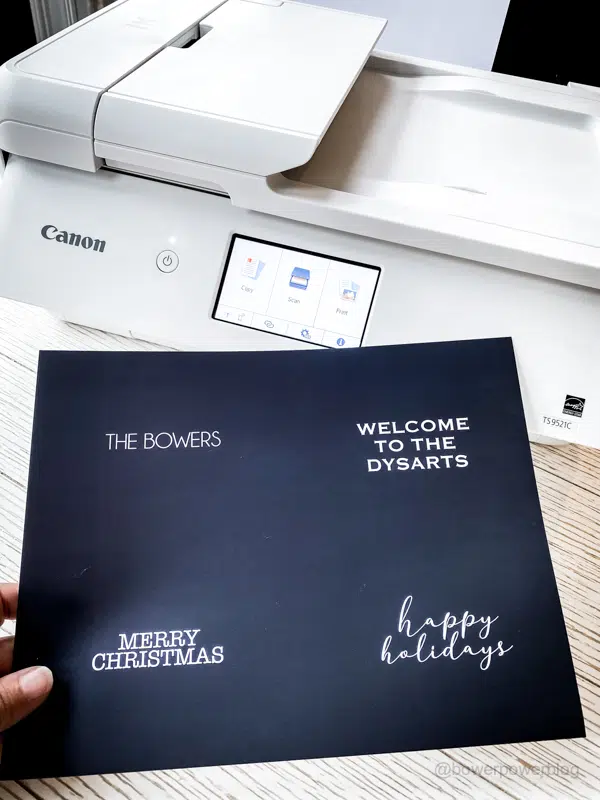 Canon
Copy
Scan
Print
TS9521C
THE BOWERS
WELCOME
TO THE
DYSARTS
MERRY
CHRISTMAS
happy
holidays
@bowerpowerblog